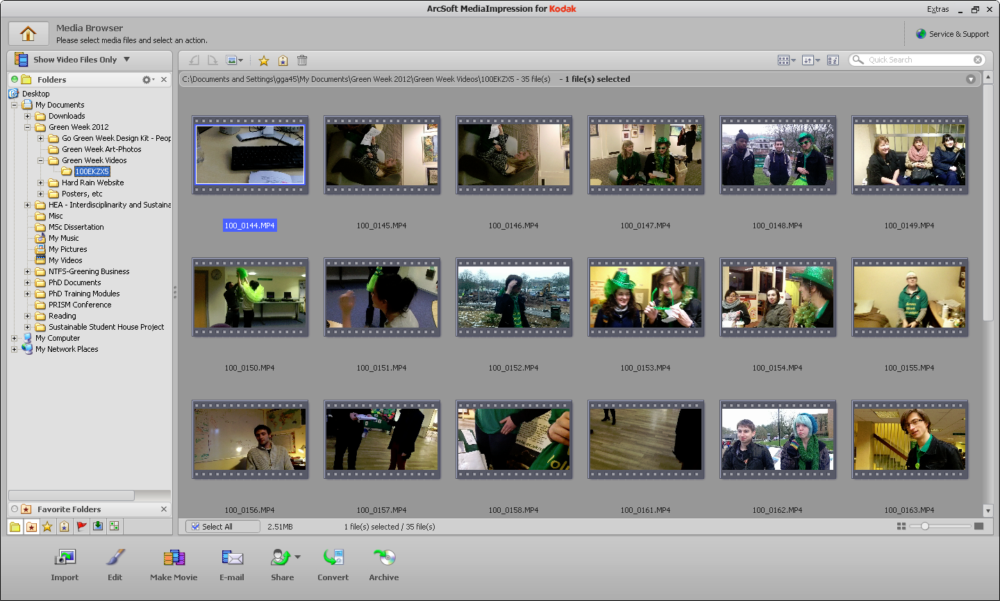 ArcSoft MediaImpression for Kodak
Extras
Media Browser
Please select media files and select an action.
Service & Support
Show Video Files Only
Quick Search
Folders
C:\Documents and Settings\gga45\My Documents\Green Week 2012\Green Week Videos\100EKZX5 - 35 file(s) - 1 file(s) selected
Desktop
My Documents
Downloads
Green Week 2012
Go Green Week Design Kit - Peop
Green Week Art-Photos
Green Week Videos
100EKZX5
Hard Rain Website
Posters, etc
HEA - Interdisciplinarity and Sustaina
Misc
MSc Dissertation
My Music
My Pictures
My Videos
NTFS-Greening Business
PhD Documents
PhD Training Modules
PRISM Conference
Reading
Sustainable Student House Project
My Computer
My Network Places
100_0144.MP4 100_0145.MP4 100_0146.MP4 100_0147.MP4 100_0148.MP4 100_0149.MP4
100_0150.MP4 100_0151.MP4 100_0152.MP4 100_0153.MP4 100_0154.MP4 100_0155.MP4
100_0156.MP4 100_0157.MP4 100_0158.MP4 100_0161.MP4 100_0162.MP4 100_0163.MP4
Favorite Folders
Select All
2.51MB
1 file(s) selected / 35 file(s)
Import
Edit
Make Movie
E-mail
Share
Convert
Archive